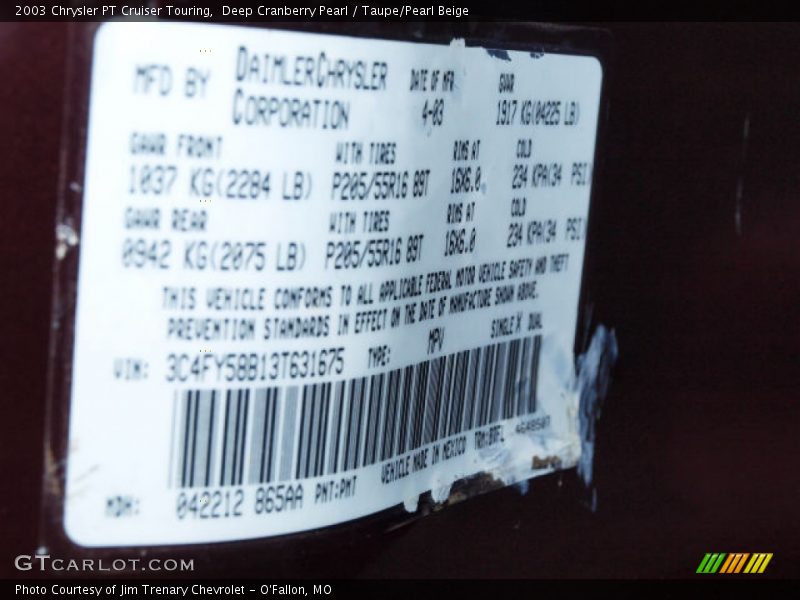 2003 Chrysler PT Cruiser Touring,  Deep Cranberry Pearl / Taupe/Pearl Beige
MFD BY DAIMLERCHRYSLER CORPORATION DATE OF MFR 4-03 GVWR 1917 KG(04225 LB)
GAWR FRONT WITH TIRES RIMS AT COLD
1037 KG(2284 LB) P205/55R16 89T 16X6.0 234 KPA(34 PSI)
GAWR REAR WITH TIRES RIMS AT COLD
0942 KG(2075 LB) P205/55R16 89T 16X6.0 234 KPA(34 PSI)
THIS VEHICLE CONFORMS TO ALL APPLICABLE FEDERAL MOTOR VEHICLE SAFETY AND THEFT
PREVENTION STANDARDS IN EFFECT ON THE DATE OF MANUFACTURE SHOWN ABOVE.
VIN: 3C4FY58B13T631675 TYPE: MPV SINGLE X DUAL
MDH: 042212 865AA PNT:PMT VEHICLE MADE IN MEXICO
GTCARLOT.COM
Photo Courtesy of Jim Trenary Chevrolet - O'Fallon, MO